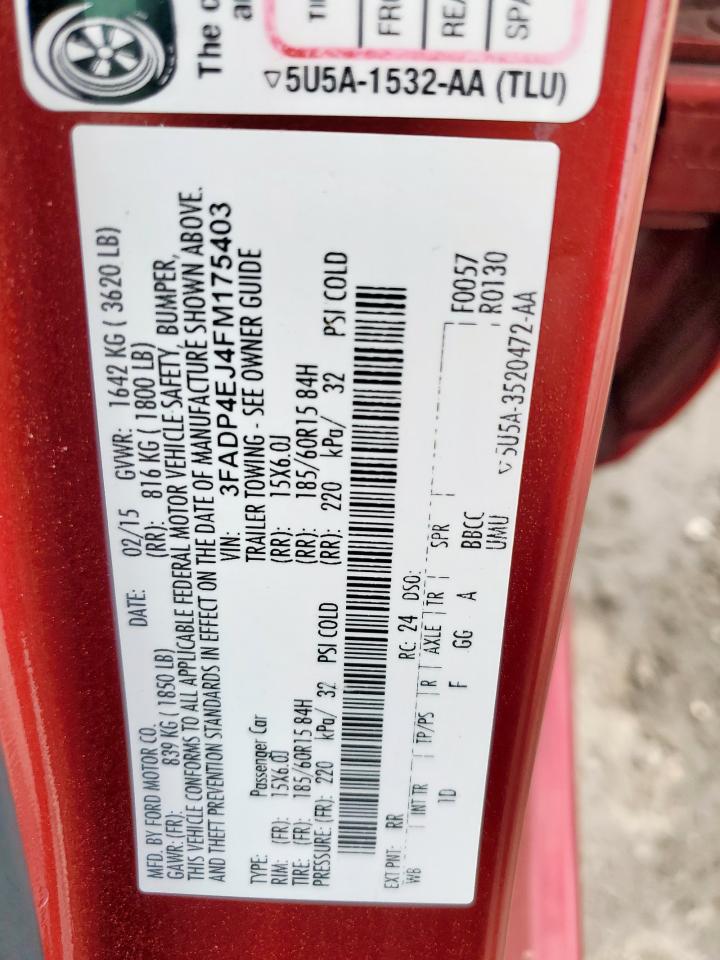 The c
a
TI
FRO
REA
SPA
▽5U5A-1532-AA (TLU)
MFD. BY FORD MOTOR CO.
DATE: 02/15 GVWR: 1642 KG ( 3620 LB)
GAWR: (FR): 839 KG ( 1850 LB) (RR): 816 KG ( 1800 LB)
THIS VEHICLE CONFORMS TO ALL APPLICABLE FEDERAL MOTOR VEHICLE SAFETY, BUMPER,
AND THEFT PREVENTION STANDARDS IN EFFECT ON THE DATE OF MANUFACTURE SHOWN ABOVE.
VIN: 3FADP4EJ4FM175403
TYPE: Passenger Car TRAILER TOWING - SEE OWNER GUIDE
RIM: (FR): 15X6.0J (RR): 15X6.0J
TIRE: (FR): 185/60R15 84H (RR): 185/60R15 84H
PRESSURE: (FR): 220 kPa/ 32 PSI COLD (RR): 220 kPa/ 32 PSI COLD
EXT PNT: RR RC: 24 DSO: F0057
WB INT TR TP/PS R AXLE TR SPR R0130
1D F GG A BBCC
UMU
▽5U5A-3520472-AA